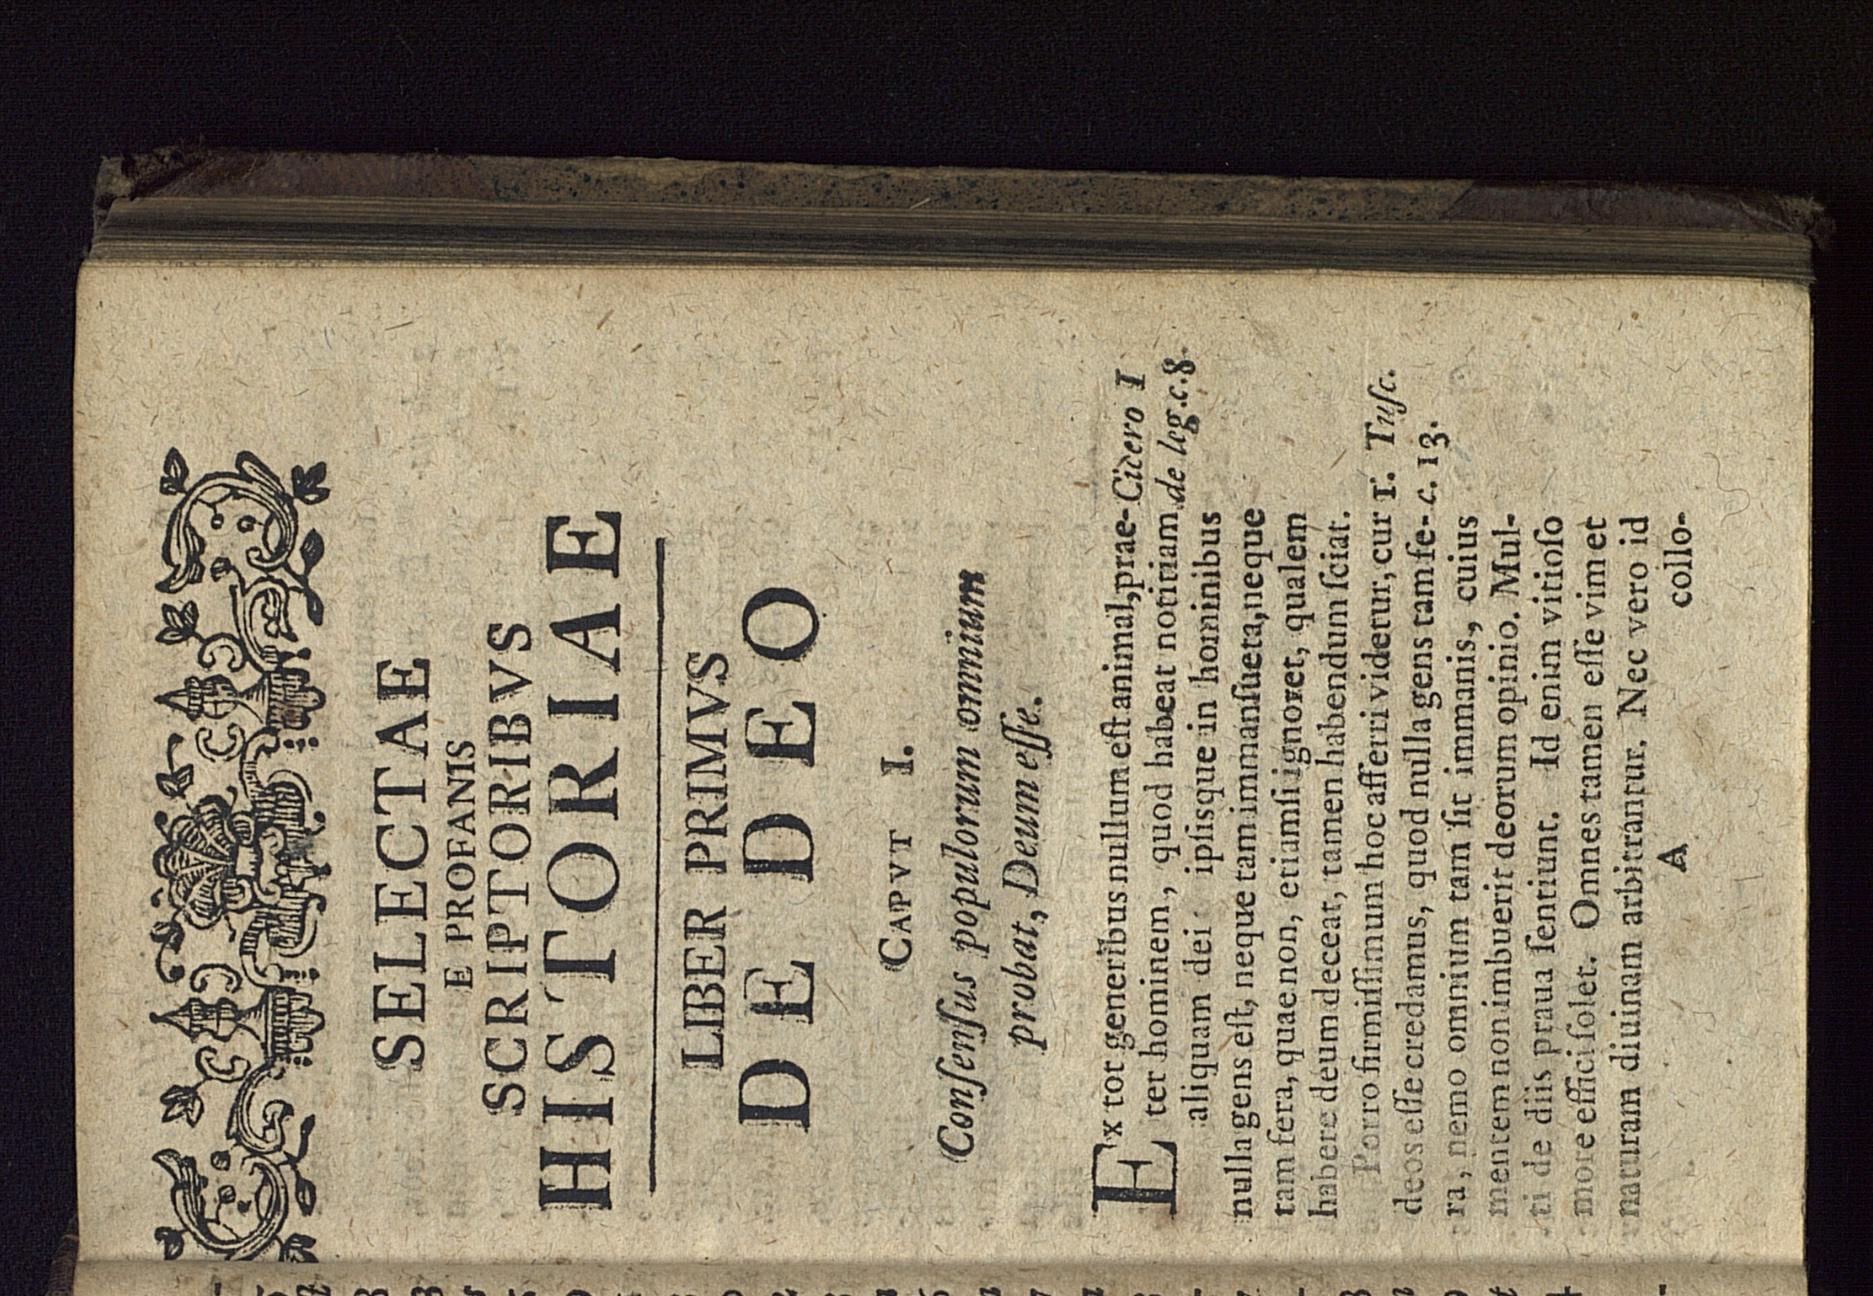 SELECTAE
E PROFANIS
SCRIPTORIBVS
HISTORIAE
LIBER PRIMVS
DE DEO
CAPVT I.
Conſenſus populorum omnium
probat, Deum eſſe.
Ex tot generibus nullum eſt animal, prae- Cicero I
ter hominem, quod habeat notitiam de leg. c. 8.
aliquam dei: ipſisque in hominibus
nulla gens eſt, neque tam immanſueta, neque
tam fera, quae non, etiamſi ignoret, qualem
habere deum deceat, tamen habendum ſciat.
Porro firmiſſimum hoc afferri videtur, cur 1. Tuſc.
deos eſſe credamus, quod nulla gens tam fe- c. 13.
ra, nemo omnium tam ſit immanis, cuius
mentem non imbuerit deorum opinio. Mul-
ti de diis praua ſentiunt. Id enim vitioſo
more effici ſolet. Omnes tamen eſſe vim et
naturam diuinam arbitrantur. Nec vero id
A
collo-